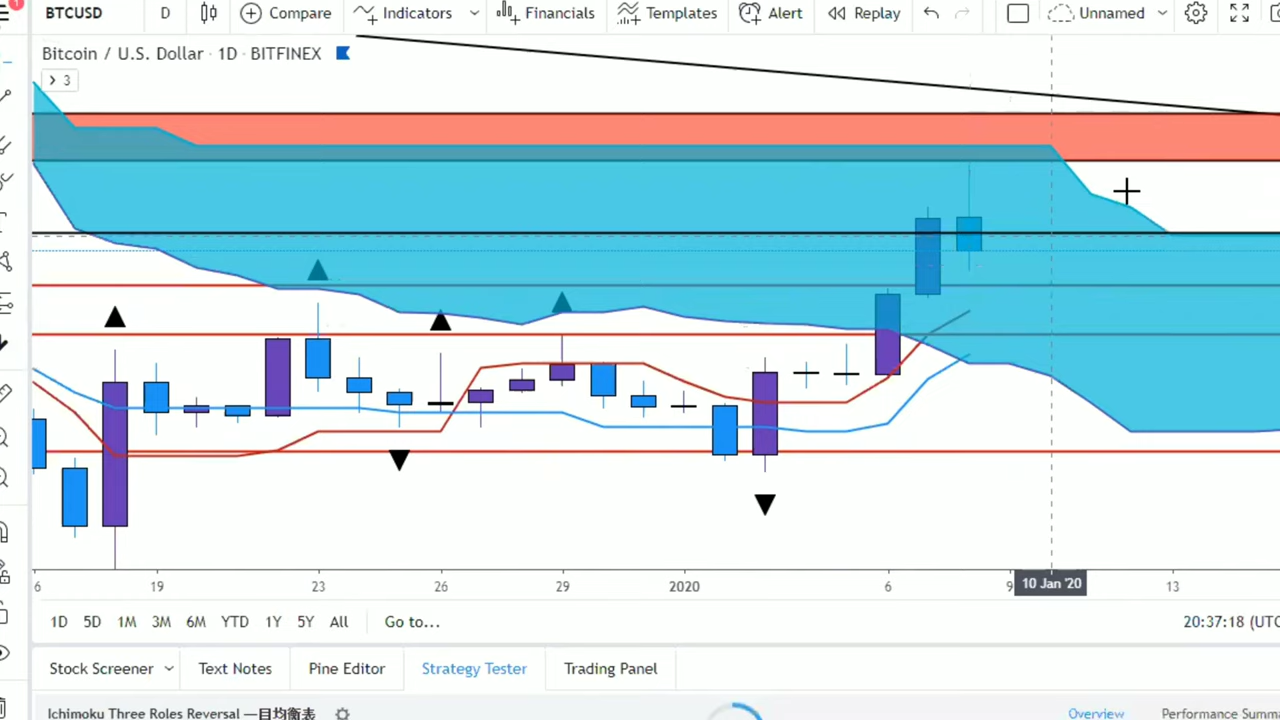 1
BTCUSD D Compare Indicators Financials Templates Alert Replay Unnamed
Bitcoin / U.S. Dollar · 1D · BITFINEX
3
6 19 23 26 29 2020 6 9 10 Jan '20 13
1D 5D 1M 3M 6M YTD 1Y 5Y All Go to... 20:37:18 (UTC
Stock Screener Text Notes Pine Editor Strategy Tester Trading Panel
Ichimoku Three Roles Reversal 一目均衡表 Overview Performance Summa